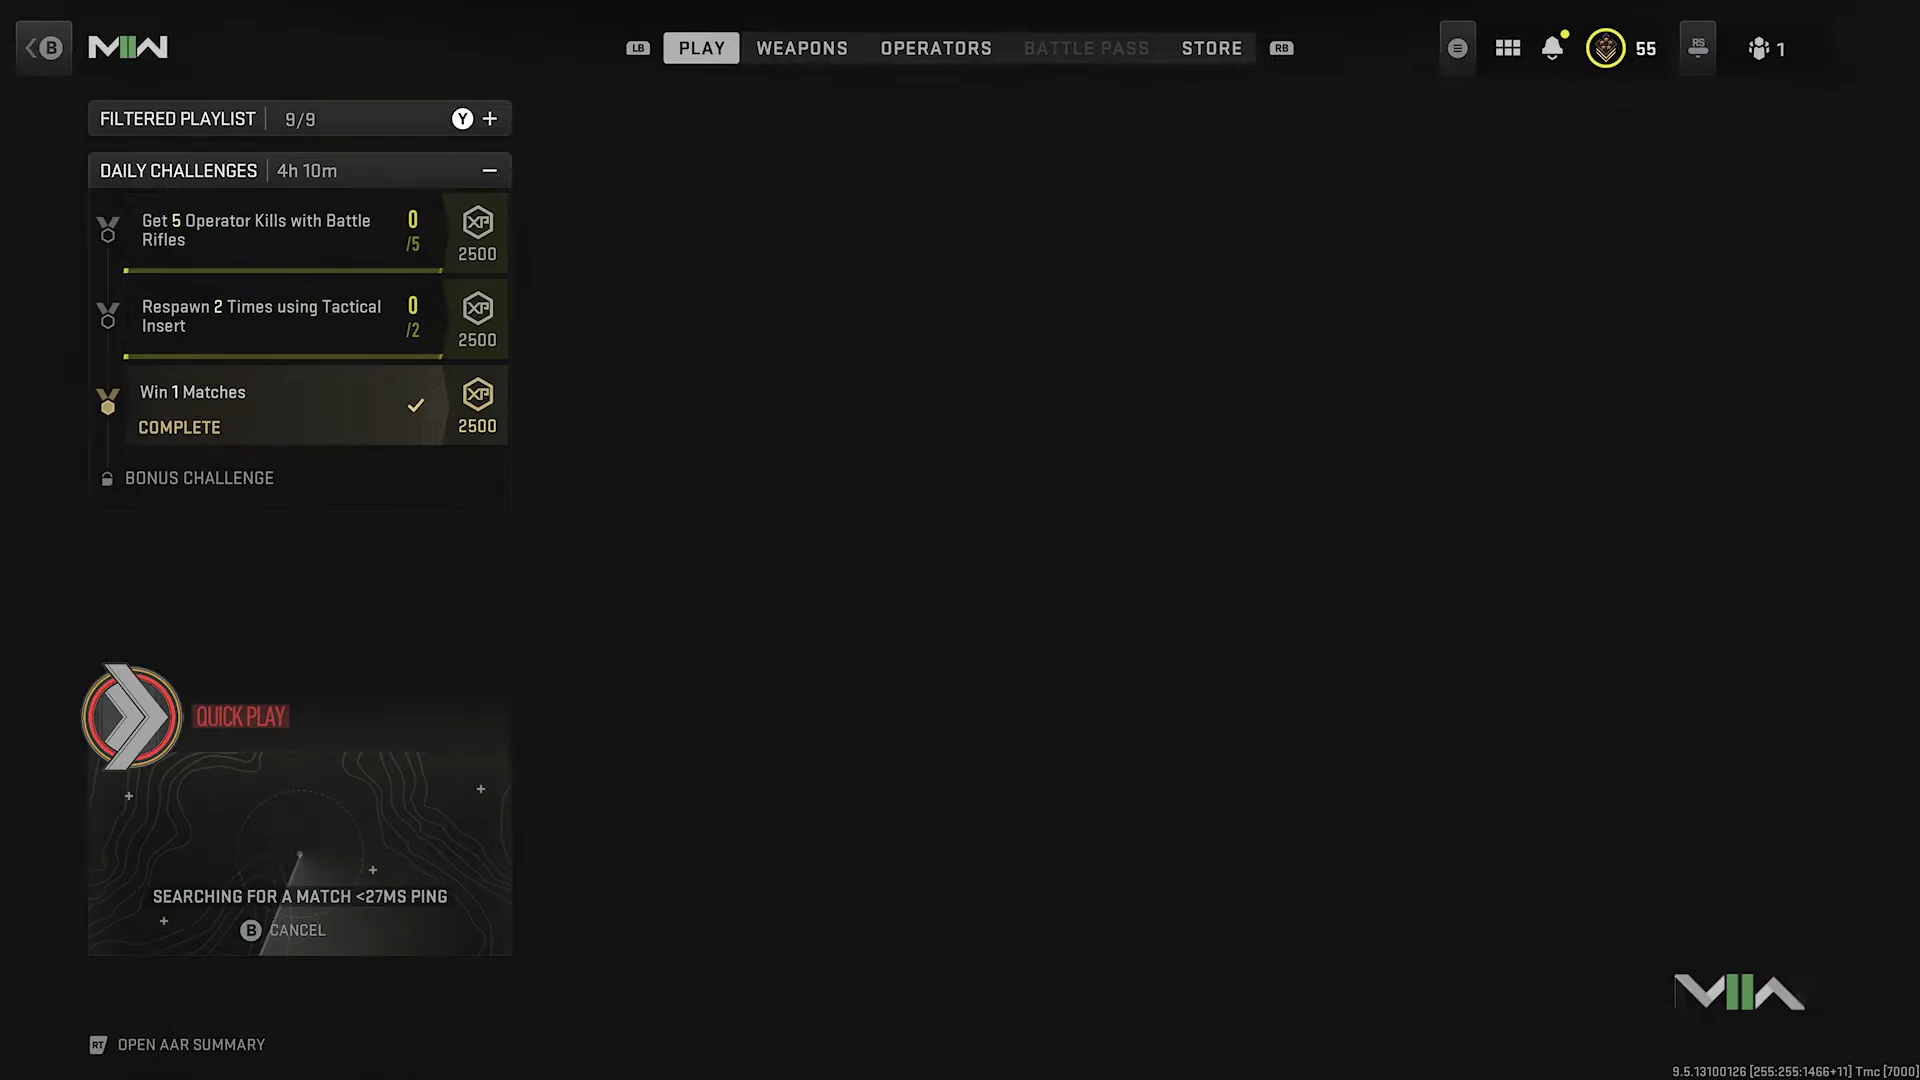 B MW
LB PLAY WEAPONS OPERATORS BATTLE PASS STORE RB
55 RS 1
FILTERED PLAYLIST 9/9 Y +
DAILY CHALLENGES 4h 10m
Get 5 Operator Kills with Battle Rifles
0 /5
XP 2500
Respawn 2 Times using Tactical Insert
0 /2
XP 2500
Win 1 Matches
COMPLETE
XP 2500
BONUS CHALLENGE
QUICK PLAY
SEARCHING FOR A MATCH <27MS PING
B CANCEL
RT OPEN AAR SUMMARY
9.5.13100126 [255:255:1466+11] Tmc [7000]